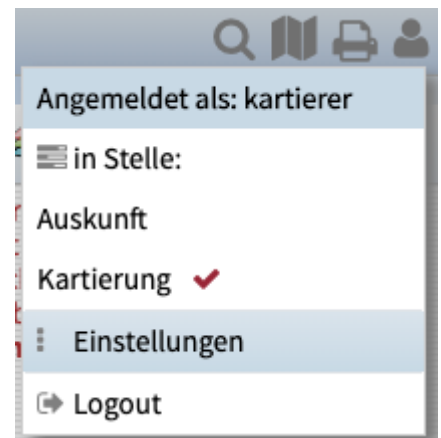 Angemeldet als: kartierer
in Stelle:
Auskunft
Kartierung
Einstellungen
Logout